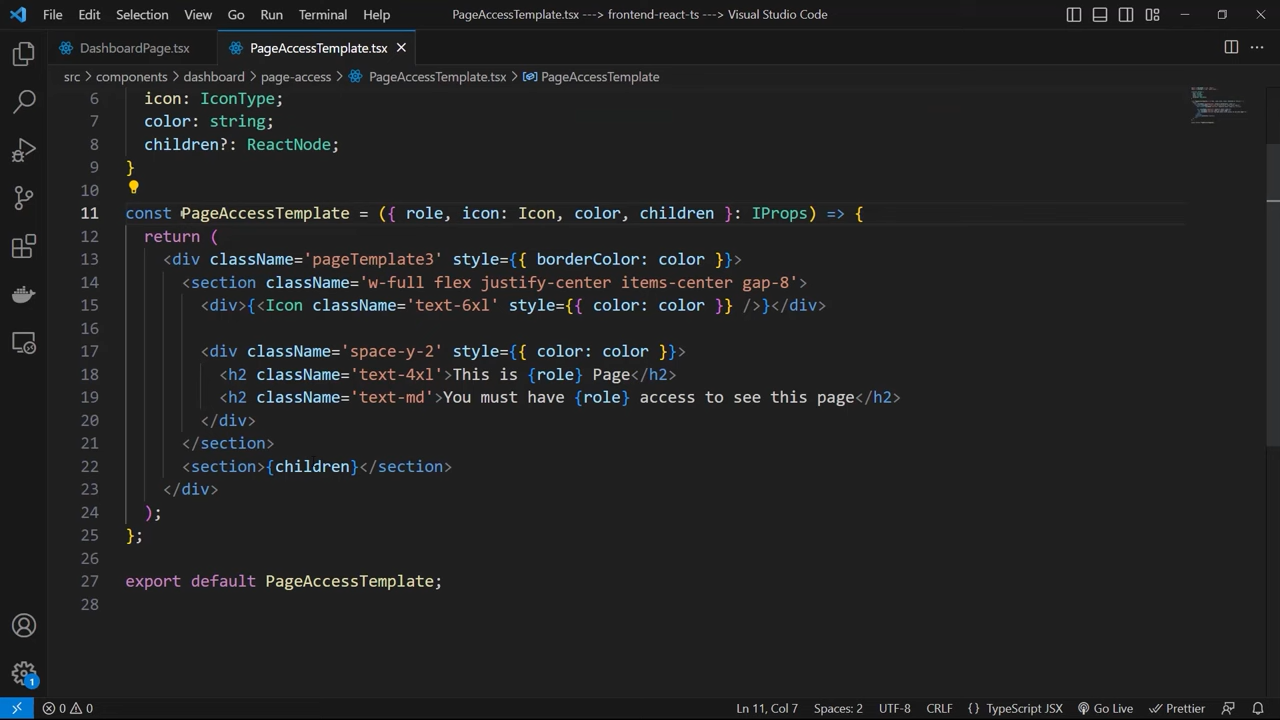 File Edit Selection View Go Run Terminal Help PageAccessTemplate.tsx ---> frontend-react-ts ---> Visual Studio Code
DashboardPage.tsx PageAccessTemplate.tsx
src > components > dashboard > page-access > PageAccessTemplate.tsx > PageAccessTemplate
6 icon: IconType;
7 color: string;
8 children?: ReactNode;
9 }
10
11 const PageAccessTemplate = ({ role, icon: Icon, color, children }: IProps) => {
12 return (
13 <div className='pageTemplate3' style={{ borderColor: color }}>
14 <section className='w-full flex justify-center items-center gap-8'>
15 <div>{<Icon className='text-6xl' style={{ color: color }} />}</div>
16
17 <div className='space-y-2' style={{ color: color }}>
18 <h2 className='text-4xl'>This is {role} Page</h2>
19 <h2 className='text-md'>You must have {role} access to see this page</h2>
20 </div>
21 </section>
22 <section>{children}</section>
23 </div>
24 );
25 };
26
27 export default PageAccessTemplate;
28
1
0 0 Ln 11, Col 7 Spaces: 2 UTF-8 CRLF {} TypeScript JSX Go Live Prettier